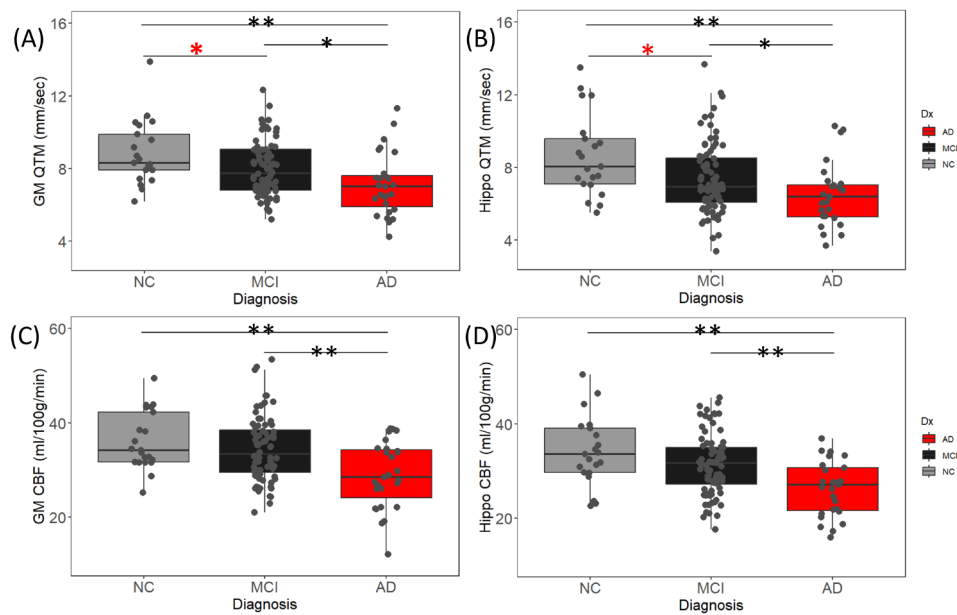 (A)
GM QTM (mm/sec)
16
12
8
4
**
*
*
NC MCI AD
Diagnosis
(B)
Hippo QTM (mm/sec)
16
12
8
4
**
*
*
NC MCI AD
Diagnosis
Dx
AD
MCI
NC
(C)
GM CBF (ml/100g/min)
60
40
20
**
**
NC MCI AD
Diagnosis
(D)
Hippo CBF (ml/100g/min)
60
40
20
**
**
NC MCI AD
Diagnosis
Dx
AD
MCI
NC